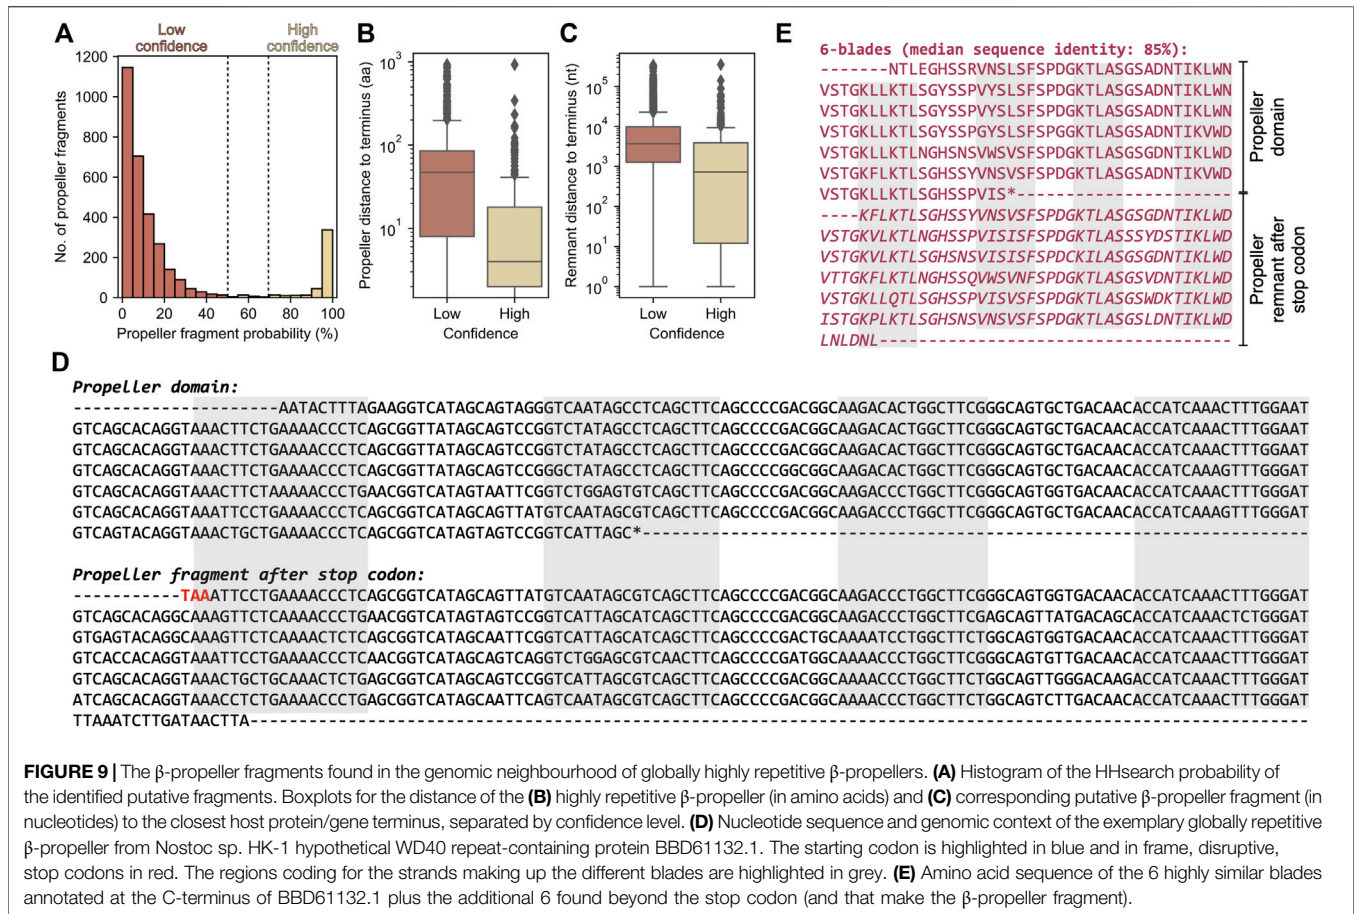 A
Low confidence
High confidence
1200
1000
800
600
400
200
0
No. of propeller fragments
0 20 40 60 80 100
Propeller fragment probability (%)
B
10³
10²
10¹
Propeller distance to terminus (aa)
Low High
Confidence
C
10⁵
10⁴
10³
10²
10¹
10⁰
Remnant distance to terminus (nt)
Low High
Confidence
E
6-blades (median sequence identity: 85%):
-------NTLEGHSSRVNSLSFSPDGKTLASGSADNTIKLWN
VSTGKLLKTLSGYSSPVYSLSFSPDGKTLASGSADNTIKLWN
VSTGKLLKTLSGYSSPVYSLSFSPDGKTLASGSADNTIKLWN
VSTGKLLKTLSGYSSPGYSLSFSPGGKTLASGSADNTIKVWD
VSTGKLLKTLNGHSNSVWSVSFSPDGKTLASGSGDNTIKLWD
VSTGKFLKTLSGHSSYVNSVSFSPDGKTLASGSADNTIKVWD
VSTGKLLKTLSGHSSPVIS*----------------------
----KFLKTLSGHSSYVNSVSFSPDGKTLASGSGDNTIKLWD
VSTGKVLKTLNGHSSPVISISFSPDGKTLASSSYDSTIKLWD
VSTGKVLKTLSGHSNSVISISFSPDCKILASGSGDNTIKLWD
VTTGKFLKTLNGHSSQVWSVNFSPDGKTLASGSVDNTIKLWD
VSTGKLLQTLSGHSSPVISVSFSPDGKTLASGSWDKTIKLWD
ISTGKPLKTLSGHSNSVNSVSFSPDGKTLASGSLDNTIKLWD
LNLDNL------------------------------------
Propeller domain
Propeller remnant after stop codon
D
Propeller domain:
---------------------AATACTTTAGAAGGTCATAGCAGTAGGGTCAATAGCCTCAGCTTCAGCCCCGACGGCAAGACACTGGCTTCGGGCAGTGCTGACAACACCATCAAACTTTGGAAT
GTCAGCACAGGTAAACTTCTGAAAACCCTCAGCGGTTATAGCAGTCCGGTCTATAGCCTCAGCTTCAGCCCCGACGGCAAGACACTGGCTTCGGGCAGTGCTGACAACACCATCAAACTTTGGAAT
GTCAGCACAGGTAAACTTCTGAAAACCCTCAGCGGTTATAGCAGTCCGGTCTATAGCCTCAGCTTCAGCCCCGACGGCAAGACACTGGCTTCGGGCAGTGCTGACAACACCATCAAACTTTGGAAT
GTCAGCACAGGTAAACTTCTGAAAACCCTCAGCGGTTATAGCAGTCCGGGCTATAGCCTCAGCTTCAGCCCCGGCGGCAAGACACTGGCTTCGGGCAGTGCTGACAACACCATCAAAGTTTGGGAT
GTCAGCACAGGTAAACTTCTAAAAACCCTGAACGGTCATAGTAATTCGGTCTGGAGTGTCAGCTTCAGCCCCGACGGCAAGACCCTGGCTTCGGGCAGTGGTGACAACACCATCAAACTTTGGGAT
GTCAGCACAGGTAAATTCCTGAAAACCCTCAGCGGTCATAGCAGTTATGTCAATAGCGTCAGCTTCAGCCCCGACGGCAAGACCCTGGCTTCGGGCAGTGCTGACAACACCATCAAAGTTTGGGAT
GTCAGTACAGGTAAACTGCTGAAAACCCTCAGCGGTCATAGTAGTCCGGTCATTAGC*--------------------------------------------------------------------
Propeller fragment after stop codon:
-----------TAAATTCCTGAAAACCCTCAGCGGTCATAGCAGTTATGTCAATAGCGTCAGCTTCAGCCCCGACGGCAAGACCCTGGCTTCGGGCAGTGGTGACAACACCATCAAACTTTGGGAT
GTCAGCACAGGCAAAGTTCTGAAAACCCTCAACGGTCATAGTAGTCCGGTCATTAGCATCAGCTTCAGCCCCGACGGCAAGACCCTGGCTTCGAGCAGTTATGACAGCACCATCAAACTCTGGGAT
GTGAGTACAGGCAAAGTTCTCAAAACTCTCAGCGGTCATAGCAATTCGGTCATTAGCATCAGCTTCAGCCCCGACTGCAAAATCCTGGCTTCTGGCAGTGGTGACAACACCATCAAACTTTGGGAT
GTCACCACAGGTAAATTCCTGAAAACCCTCAACGGTCATAGCAGTCAGGTCTGGAGCGTCAACTTCAGCCCCGATGGCAAAACCCTGGCTTCGGGCAGTGTTGACAACACCATCAAACTTTGGGAT
GTCAGCACAGGTAAACTGCTGCAAACTCTGAGCGGTCATAGCAGTCCGGTCATTAGCGTCAGCTTCAGCCCCGACGGCAAAACCCTGGCTTCTGGCAGTTGGGACAAGACCATCAAACTTTGGGAT
ATCAGCACAGGTAAACCTCTGAAAACCCTCAGCGGTCATAGCAATTCAGTCAATAGCGTCAGCTTCAGCCCCGACGGCAAAACCCTGGCTTCTGGCAGTCTTGACAACACCATCAAACTTTGGGAT
TTAAATCTTGATAACTTA------------------------------------------------------------------------------------------------------------
FIGURE 9 | The β-propeller fragments found in the genomic neighbourhood of globally highly repetitive β-propellers. (A) Histogram of the HHsearch probability of
the identified putative fragments. Boxplots for the distance of the (B) highly repetitive β-propeller (in amino acids) and (C) corresponding putative β-propeller fragment (in
nucleotides) to the closest host protein/gene terminus, separated by confidence level. (D) Nucleotide sequence and genomic context of the exemplary globally repetitive
β-propeller from Nostoc sp. HK-1 hypothetical WD40 repeat-containing protein BBD61132.1. The starting codon is highlighted in blue and in frame, disruptive,
stop codons in red. The regions coding for the strands making up the different blades are highlighted in grey. (E) Amino acid sequence of the 6 highly similar blades
annotated at the C-terminus of BBD61132.1 plus the additional 6 found beyond the stop codon (and that make the β-propeller fragment).